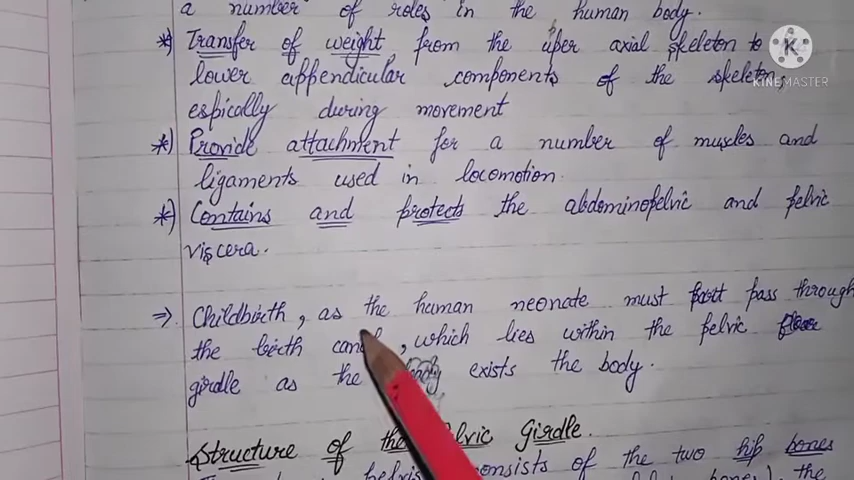 a number of roles in the human body.
*) Transfer of weight, from the uper axial skeleton to
lower appendicular components of the skeleton,
espically during movement
*) Provide attachment for a number of muscles and
ligaments used in locomotion.
*) Contains and protects the abdominopelvic and pelvic
viscera.
⇒ Childbirth, as the human neonate must pass through
the birth canal, which lies within the pelvic
girdle as the exists the body.
Structure of the pelvic Girdle.
pelvis consists of the two hip bones
the
K
KINEMASTER